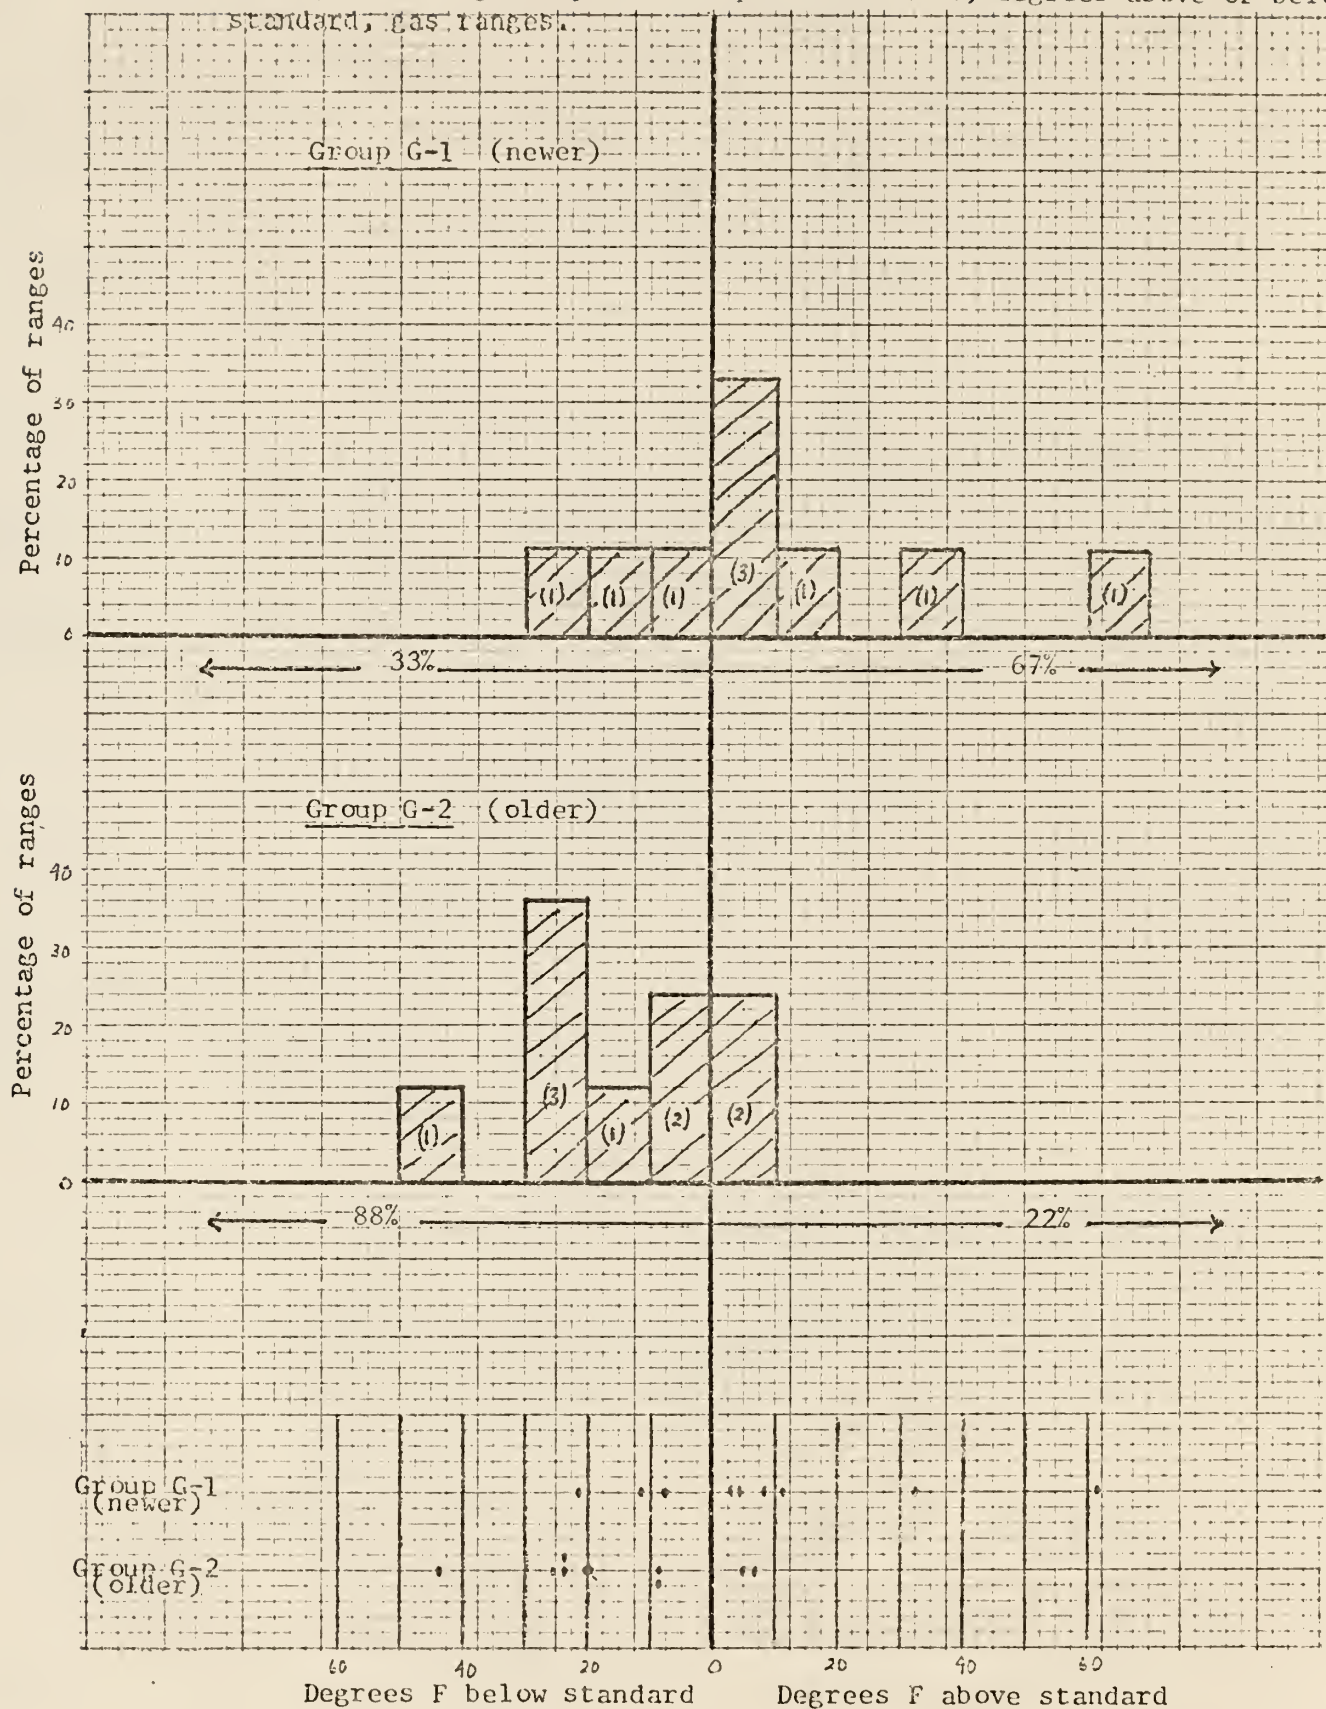 standard, gas ranges.
Group G-1 (newer)
Percentage of ranges
40
30
20
10
0
(1) (1) (1) (3) (1) (1) (1)
33% 67%
Group G-2 (older)
Percentage of ranges
40
30
20
10
0
(1) (3) (1) (2) (2)
88% 22%
Group G-1
(newer)
Group G-2
(older)
60 40 20 0 20 40 60
Degrees F below standard Degrees F above standard